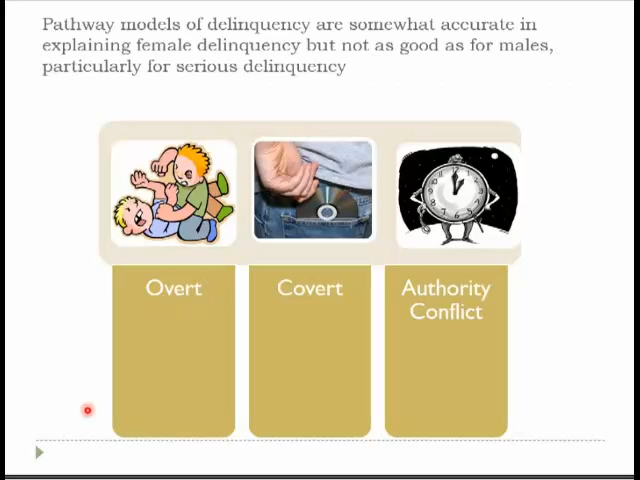 Pathway models of delinquency are somewhat accurate in
explaining female delinquency but not as good as for males,
particularly for serious delinquency
Overt
Covert
Authority
Conflict